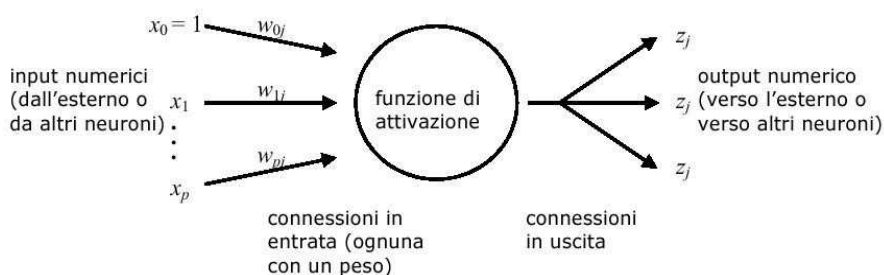 x₀ = 1
w₀ⱼ
input numerici
(dall'esterno o
da altri neuroni)
x₁
w₁ⱼ
xₚ
wₚⱼ
funzione di
attivazione
zⱼ
zⱼ
zⱼ
output numerico
(verso l'esterno o
verso altri neuroni)
connessioni in
entrata (ognuna
con un peso)
connessioni
in uscita